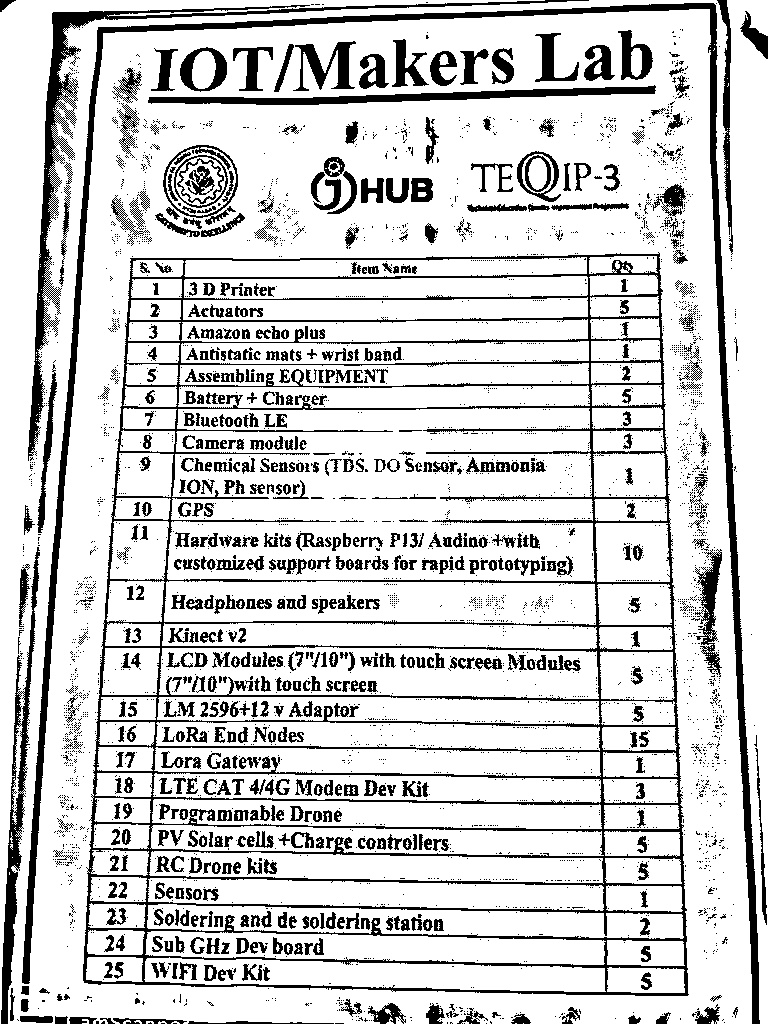 IOT/Makers Lab
GATEWAY TO EXCELLENCE
j HUB
TEQIP-3
Technical Education Quality Improvement Programme
S. No Item Name Qty
1 3 D Printer 1
2 Actuators 5
3 Amazon echo plus 1
4 Antistatic mats + wrist band 1
5 Assembling EQUIPMENT 2
6 Battery + Charger 5
7 Bluetooth LE 3
8 Camera module 3
9 Chemical Sensors (TDS, DO Sensor, Ammonia
ION, Ph sensor) 1
10 GPS 2
11 Hardware kits (Raspberry P13/ Audino +with
customized support boards for rapid prototyping) 10
12 Headphones and speakers 5
13 Kinect v2 1
14 LCD Modules (7"/10") with touch screen Modules
(7"/10")with touch screen 5
15 LM 2596+12 v Adaptor 5
16 LoRa End Nodes 15
17 Lora Gateway 1
18 LTE CAT 4/4G Modem Dev Kit 3
19 Programmable Drone 1
20 PV Solar cells +Charge controllers 5
21 RC Drone kits 5
22 Sensors 1
23 Soldering and de soldering station 2
24 Sub GHz Dev board 5
25 WIFI Dev Kit 5